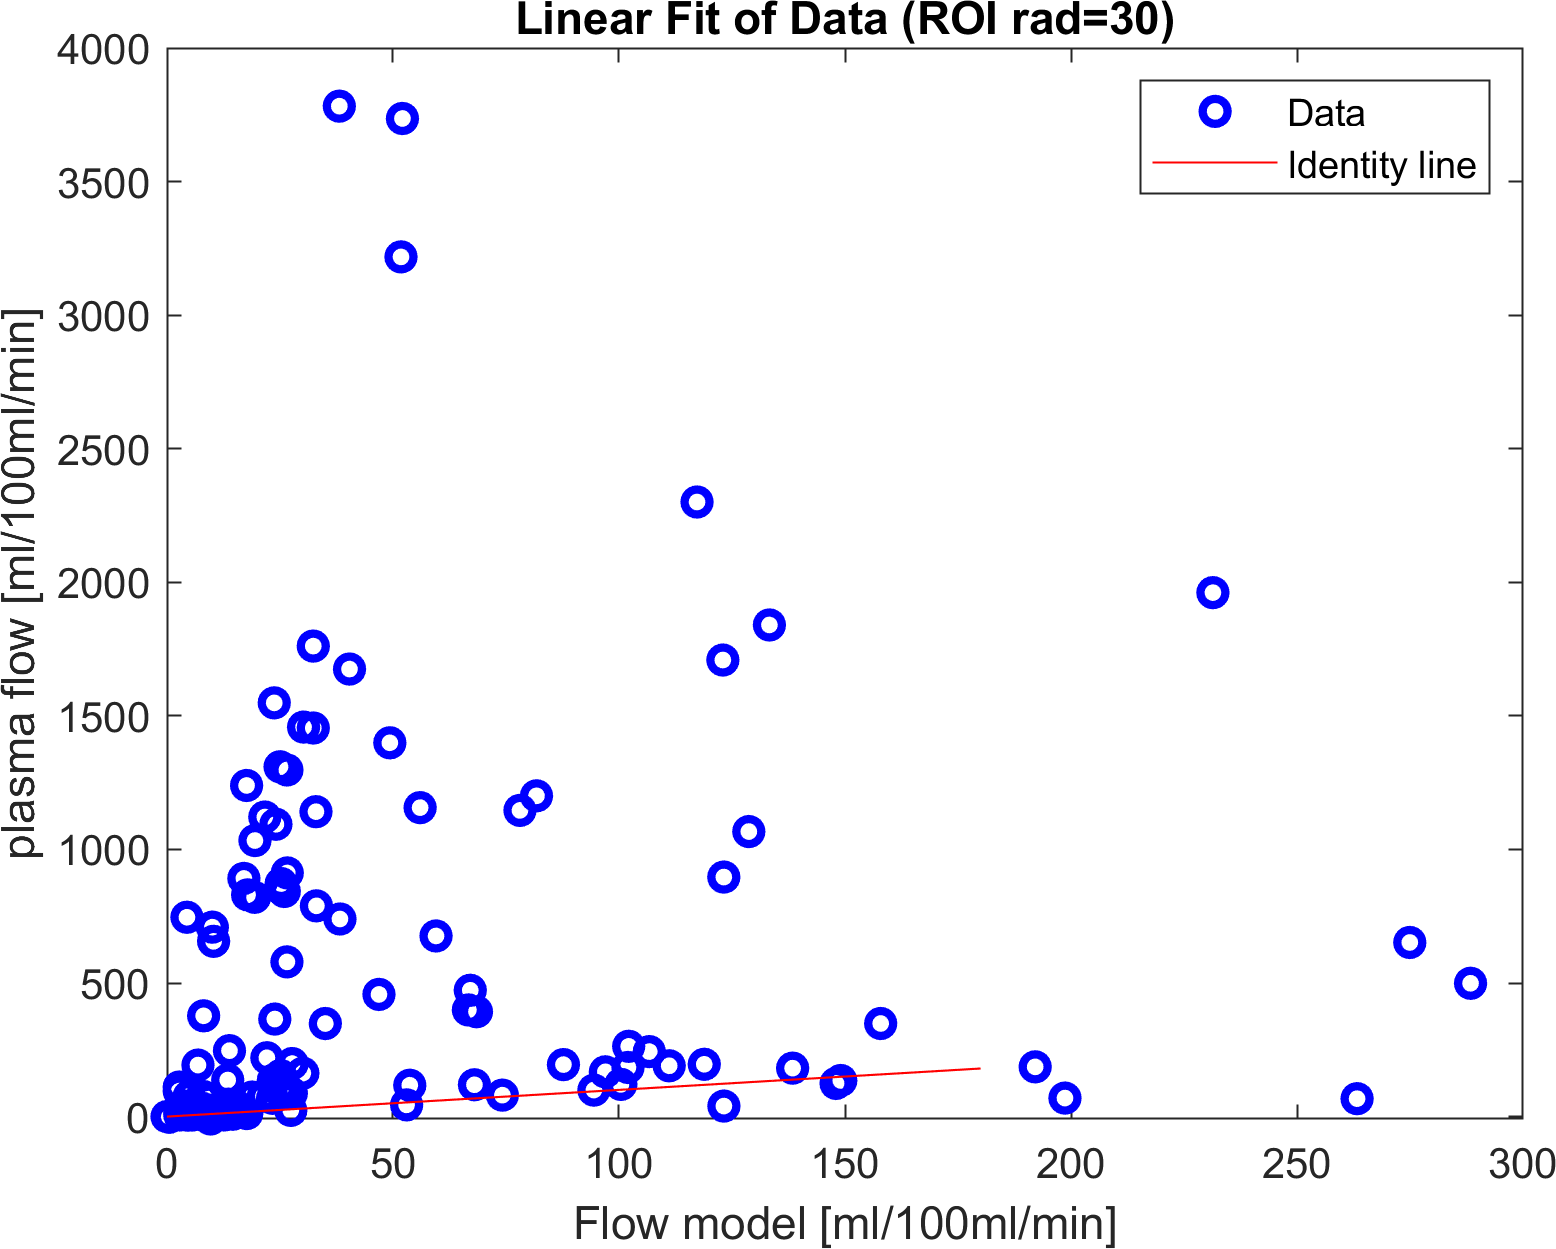 Linear Fit of Data (ROI rad=30)
4000
3500
3000
2500
2000
1500
1000
500
0
plasma flow [ml/100ml/min]
Data
Identity line
0 50 100 150 200 250 300
Flow model [ml/100ml/min]